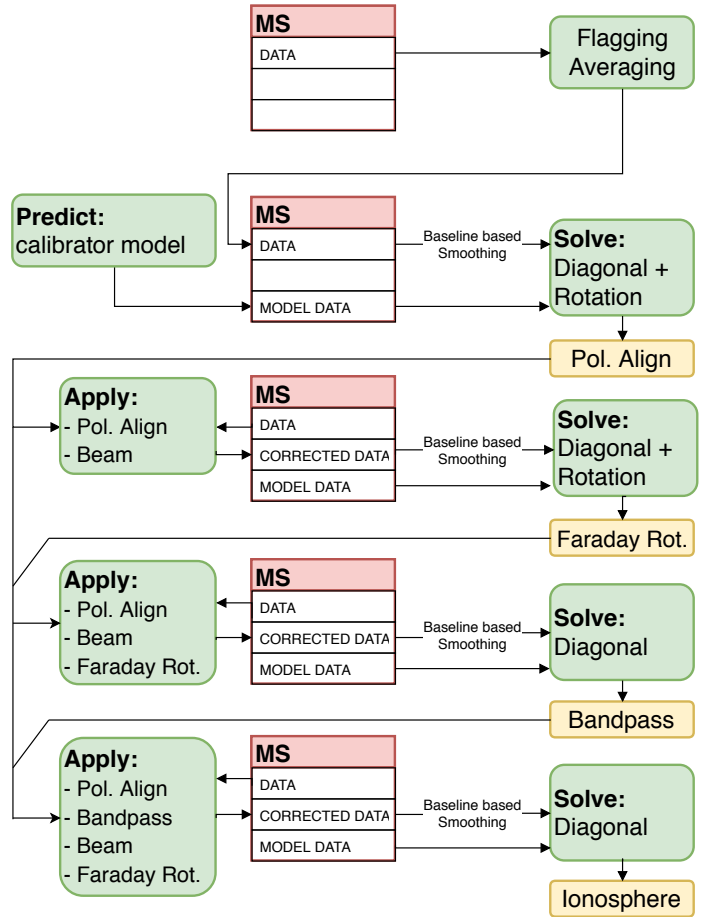 MS
DATA
Flagging
Averaging
Predict:
calibrator model
MS
DATA
MODEL DATA
Baseline based
Smoothing
Solve:
Diagonal +
Rotation
Pol. Align
Apply:
- Pol. Align
- Beam
MS
DATA
CORRECTED DATA
MODEL DATA
Baseline based
Smoothing
Solve:
Diagonal +
Rotation
Faraday Rot.
Apply:
- Pol. Align
- Beam
- Faraday Rot.
MS
DATA
CORRECTED DATA
MODEL DATA
Baseline based
Smoothing
Solve:
Diagonal
Bandpass
Apply:
- Pol. Align
- Bandpass
- Beam
- Faraday Rot.
MS
DATA
CORRECTED DATA
MODEL DATA
Baseline based
Smoothing
Solve:
Diagonal
Ionosphere